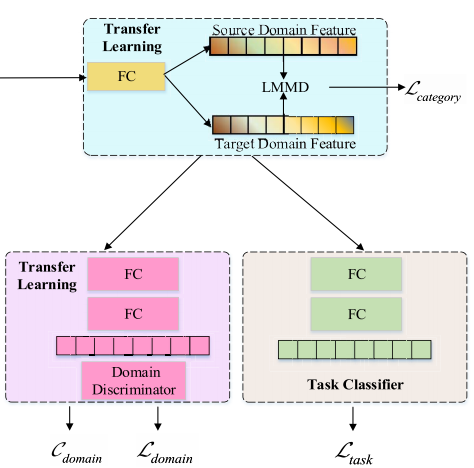 Transfer
Learning
Source Domain Feature
FC
LMMD
ℒcategory
Target Domain Feature
Transfer
Learning
FC
FC
Domain
Discriminator
FC
FC
Task Classifier
Cdomain
ℒdomain
ℒtask